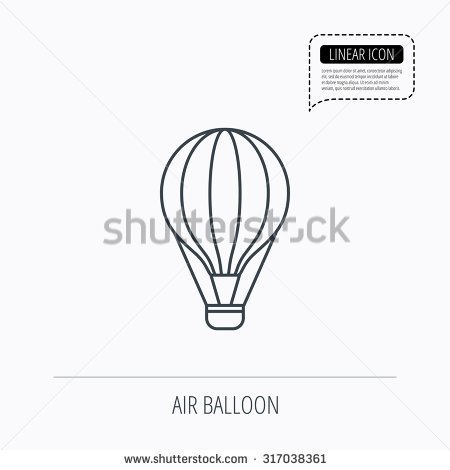 LINEAR ICON
Lorem ipsum dolor sit amet, consectetur adipisicing
elit, sed do eiusmod tempor incididunt ut labore
et dolore magna aliqua. Ut enim ad minim
veniam, quis nostrud exercitation ullamco laboris.
shutterstock
AIR BALLOON
www.shutterstock.com · 317038361